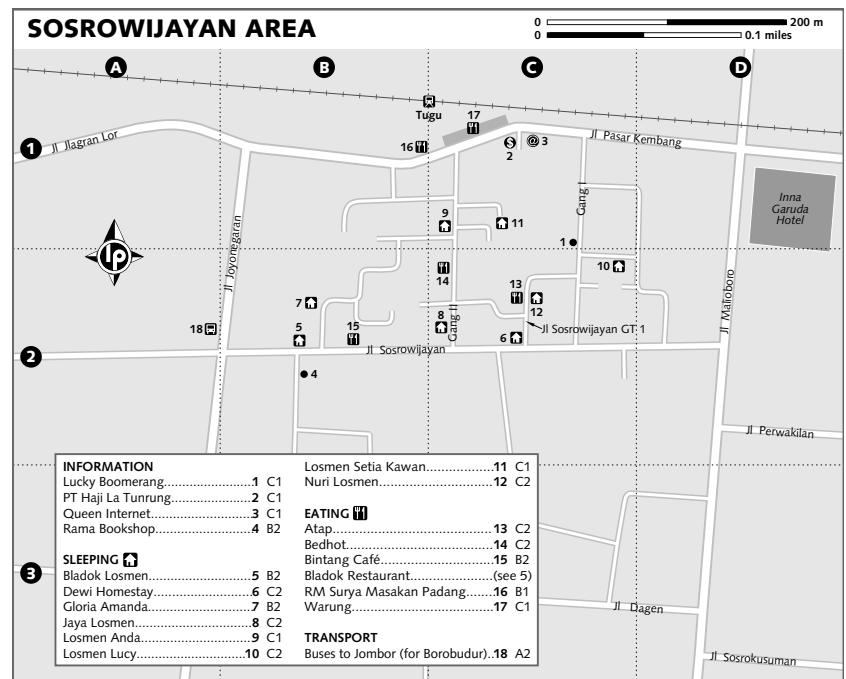 SOSROWIJAYAN AREA
0 200 m
0 0.1 miles
A B C D
Tugu
17
16
1
Jl Jlagran Lor
2
@ 3
Jl Pasar Kembang
Inna
Garuda
Hotel
Gang I
9
11
1
10
lp
Jl Joyonegaran
14
13
12
7
8
Gang II
Jl Sosrowijayan GT 1
Jl Malioboro
18
5
15
6
2
Jl Sosrowijayan
4
Jl Perwakilan
3
Jl Dagen
Jl Sosrokusuman
INFORMATION
Lucky Boomerang...........................1 C1
PT Haji La Tunrung.........................2 C1
Queen Internet...............................3 C1
Rama Bookshop.............................4 B2
SLEEPING
Bladok Losmen...............................5 B2
Dewi Homestay..............................6 C2
Gloria Amanda...............................7 B2
Jaya Losmen...................................8 C2
Losmen Anda..................................9 C1
Losmen Lucy.................................10 C2
Losmen Setia Kawan.....................11 C1
Nuri Losmen..................................12 C2
EATING
Atap..............................................13 C2
Bedhot..........................................14 C2
Bintang Café.................................15 B2
Bladok Restaurant....................(see 5)
RM Surya Masakan Padang.........16 B1
Warung.........................................17 C1
TRANSPORT
Buses to Jombor (for Borobudur)..18 A2